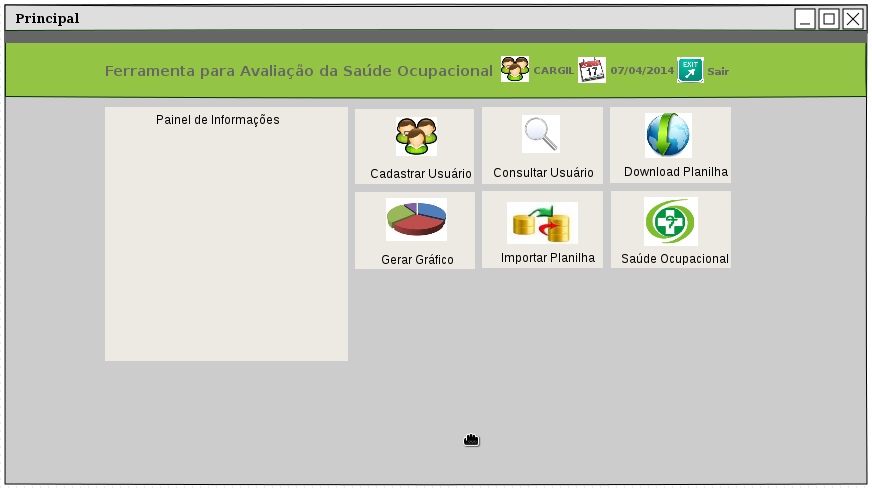 Principal
Ferramenta para Avaliação da Saúde Ocupacional CARGIL 17 07/04/2014 EXIT Sair
Painel de Informações
Cadastrar Usuário Consultar Usuário Download Planilha
Gerar Gráfico Importar Planilha Saúde Ocupacional